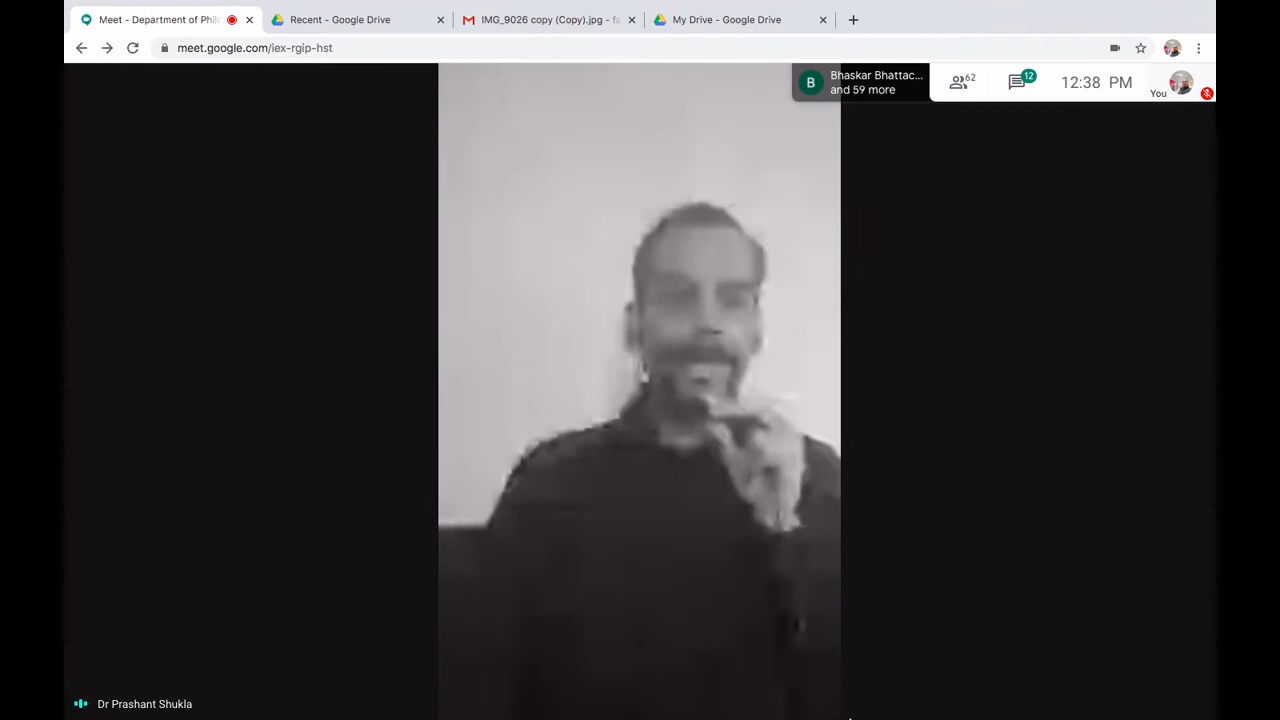 Meet - Department of Phil
Recent - Google Drive
IMG_9026 copy (Copy).jpg - fa
My Drive - Google Drive
meet.google.com/iex-rgip-hst
B
Bhaskar Bhattac...
and 59 more
62
12
12:38 PM
You
Dr Prashant Shukla